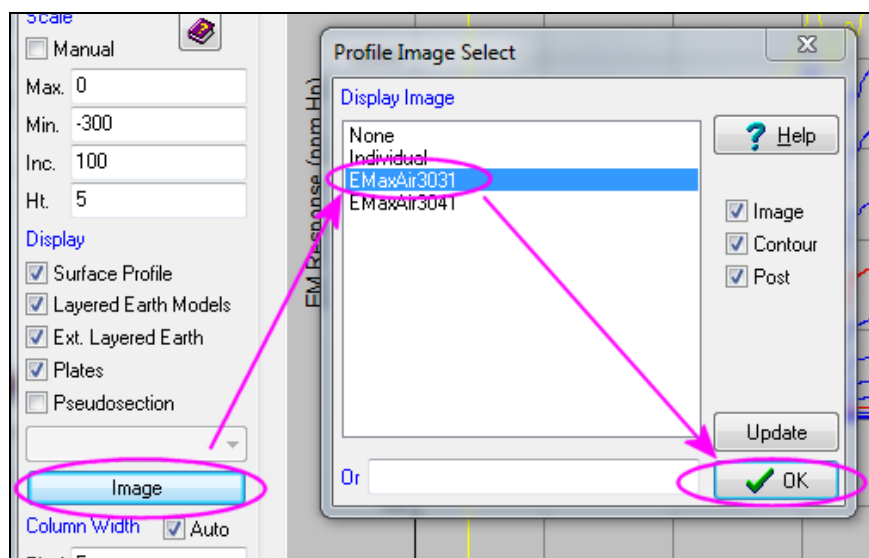 Scale
Manual
Max. 0
Min. -300
Inc. 100
Ht. 5
Display
Surface Profile
Layered Earth Models
Ext. Layered Earth
Plates
Pseudosection
Image
Column Width Auto
EM Response (ppm Hp)
Profile Image Select
Display Image
None
Individual
EMaxAir3031
EMaxAir3041
Help
Image
Contour
Post
Update
Or
OK